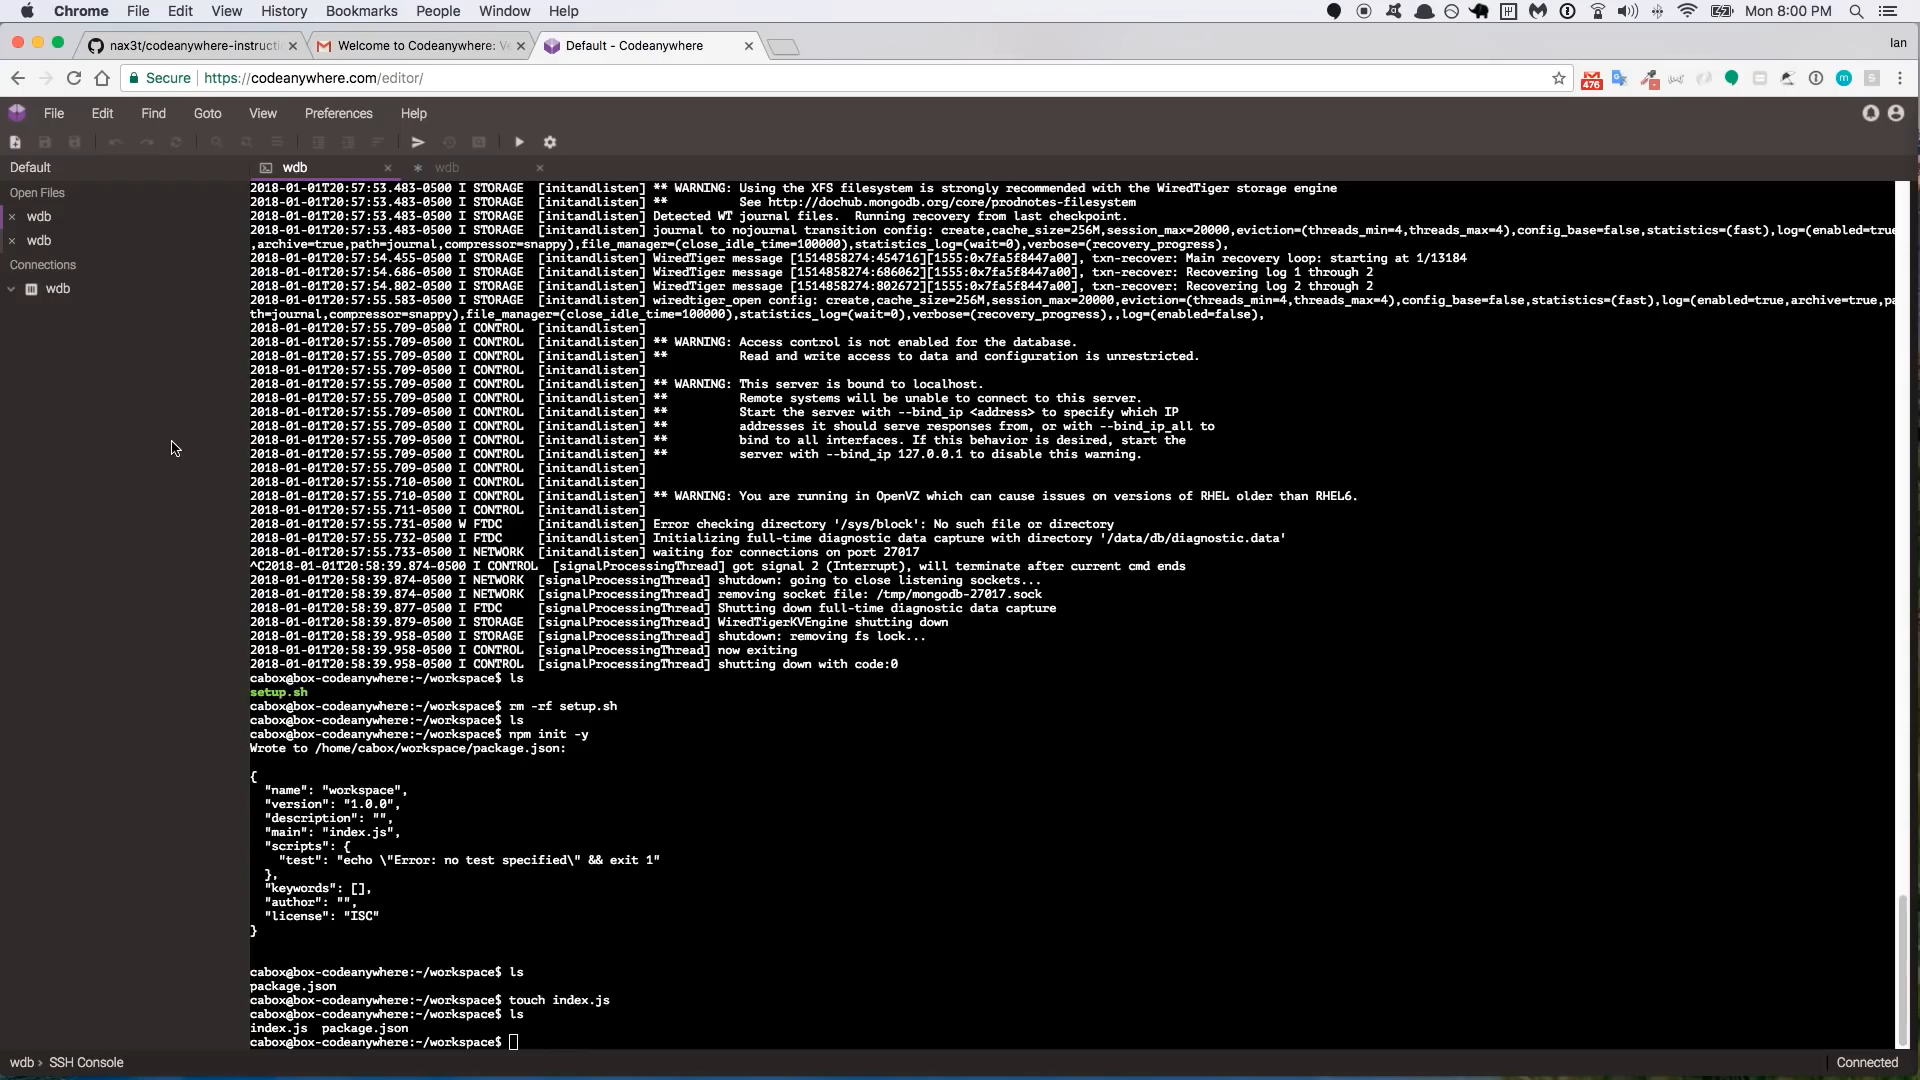 Chrome File Edit View History Bookmarks People Window Help Mon 8:00 PM
nax3t/codeanywhere-instructi Welcome to Codeanywhere: Ve Default - Codeanywhere Ian
Secure https://codeanywhere.com/editor/ 476
File Edit Find Goto View Preferences Help
Default
Open Files
wdb
wdb
Connections
wdb
wdb wdb
2018-01-01T20:57:53.483-0500 I STORAGE  [initandlisten] ** WARNING: Using the XFS filesystem is strongly recommended with the WiredTiger storage engine
2018-01-01T20:57:53.483-0500 I STORAGE  [initandlisten] **          See http://dochub.mongodb.org/core/prodnotes-filesystem
2018-01-01T20:57:53.483-0500 I STORAGE  [initandlisten] Detected WT journal files.  Running recovery from last checkpoint.
2018-01-01T20:57:53.483-0500 I STORAGE  [initandlisten] journal to nojournal transition config: create,cache_size=256M,session_max=20000,eviction=(threads_min=4,threads_max=4),config_base=false,statistics=(fast),log=(enabled=true
,archive=true,path=journal,compressor=snappy),file_manager=(close_idle_time=100000),statistics_log=(wait=0),verbose=(recovery_progress),
2018-01-01T20:57:54.455-0500 I STORAGE  [initandlisten] WiredTiger message [1514858274:454716][1555:0x7fa5f8447a00], txn-recover: Main recovery loop: starting at 1/13184
2018-01-01T20:57:54.686-0500 I STORAGE  [initandlisten] WiredTiger message [1514858274:686062][1555:0x7fa5f8447a00], txn-recover: Recovering log 1 through 2
2018-01-01T20:57:54.802-0500 I STORAGE  [initandlisten] WiredTiger message [1514858274:802672][1555:0x7fa5f8447a00], txn-recover: Recovering log 2 through 2
2018-01-01T20:57:55.583-0500 I STORAGE  [initandlisten] wiredtiger_open config: create,cache_size=256M,session_max=20000,eviction=(threads_min=4,threads_max=4),config_base=false,statistics=(fast),log=(enabled=true,archive=true,pa
th=journal,compressor=snappy),file_manager=(close_idle_time=100000),statistics_log=(wait=0),verbose=(recovery_progress),,log=(enabled=false),
2018-01-01T20:57:55.709-0500 I CONTROL  [initandlisten]
2018-01-01T20:57:55.709-0500 I CONTROL  [initandlisten] ** WARNING: Access control is not enabled for the database.
2018-01-01T20:57:55.709-0500 I CONTROL  [initandlisten] **          Read and write access to data and configuration is unrestricted.
2018-01-01T20:57:55.709-0500 I CONTROL  [initandlisten]
2018-01-01T20:57:55.709-0500 I CONTROL  [initandlisten] ** WARNING: This server is bound to localhost.
2018-01-01T20:57:55.709-0500 I CONTROL  [initandlisten] **          Remote systems will be unable to connect to this server.
2018-01-01T20:57:55.709-0500 I CONTROL  [initandlisten] **          Start the server with --bind_ip <address> to specify which IP
2018-01-01T20:57:55.709-0500 I CONTROL  [initandlisten] **          addresses it should serve responses from, or with --bind_ip_all to
2018-01-01T20:57:55.709-0500 I CONTROL  [initandlisten] **          bind to all interfaces. If this behavior is desired, start the
2018-01-01T20:57:55.709-0500 I CONTROL  [initandlisten] **          server with --bind_ip 127.0.0.1 to disable this warning.
2018-01-01T20:57:55.709-0500 I CONTROL  [initandlisten]
2018-01-01T20:57:55.710-0500 I CONTROL  [initandlisten]
2018-01-01T20:57:55.710-0500 I CONTROL  [initandlisten] ** WARNING: You are running in OpenVZ which can cause issues on versions of RHEL older than RHEL6.
2018-01-01T20:57:55.711-0500 I CONTROL  [initandlisten]
2018-01-01T20:57:55.731-0500 W FTDC     [initandlisten] Error checking directory '/sys/block': No such file or directory
2018-01-01T20:57:55.732-0500 I FTDC     [initandlisten] Initializing full-time diagnostic data capture with directory '/data/db/diagnostic.data'
2018-01-01T20:57:55.733-0500 I NETWORK  [initandlisten] waiting for connections on port 27017
^C2018-01-01T20:58:39.874-0500 I CONTROL  [signalProcessingThread] got signal 2 (Interrupt), will terminate after current cmd ends
2018-01-01T20:58:39.874-0500 I NETWORK  [signalProcessingThread] shutdown: going to close listening sockets...
2018-01-01T20:58:39.874-0500 I NETWORK  [signalProcessingThread] removing socket file: /tmp/mongodb-27017.sock
2018-01-01T20:58:39.877-0500 I FTDC     [signalProcessingThread] Shutting down full-time diagnostic data capture
2018-01-01T20:58:39.879-0500 I STORAGE  [signalProcessingThread] WiredTigerKVEngine shutting down
2018-01-01T20:58:39.958-0500 I STORAGE  [signalProcessingThread] shutdown: removing fs lock...
2018-01-01T20:58:39.958-0500 I CONTROL  [signalProcessingThread] now exiting
2018-01-01T20:58:39.958-0500 I CONTROL  [signalProcessingThread] shutting down with code:0
cabox@box-codeanywhere:~/workspace$ ls
setup.sh
cabox@box-codeanywhere:~/workspace$ rm -rf setup.sh
cabox@box-codeanywhere:~/workspace$ ls
cabox@box-codeanywhere:~/workspace$ npm init -y
Wrote to /home/cabox/workspace/package.json:
{
  "name": "workspace",
  "version": "1.0.0",
  "description": "",
  "main": "index.js",
  "scripts": {
    "test": "echo \"Error: no test specified\" && exit 1"
  },
  "keywords": [],
  "author": "",
  "license": "ISC"
}
cabox@box-codeanywhere:~/workspace$ ls
package.json
cabox@box-codeanywhere:~/workspace$ touch index.js
cabox@box-codeanywhere:~/workspace$ ls
index.js  package.json
cabox@box-codeanywhere:~/workspace$
wdb › SSH Console Connected